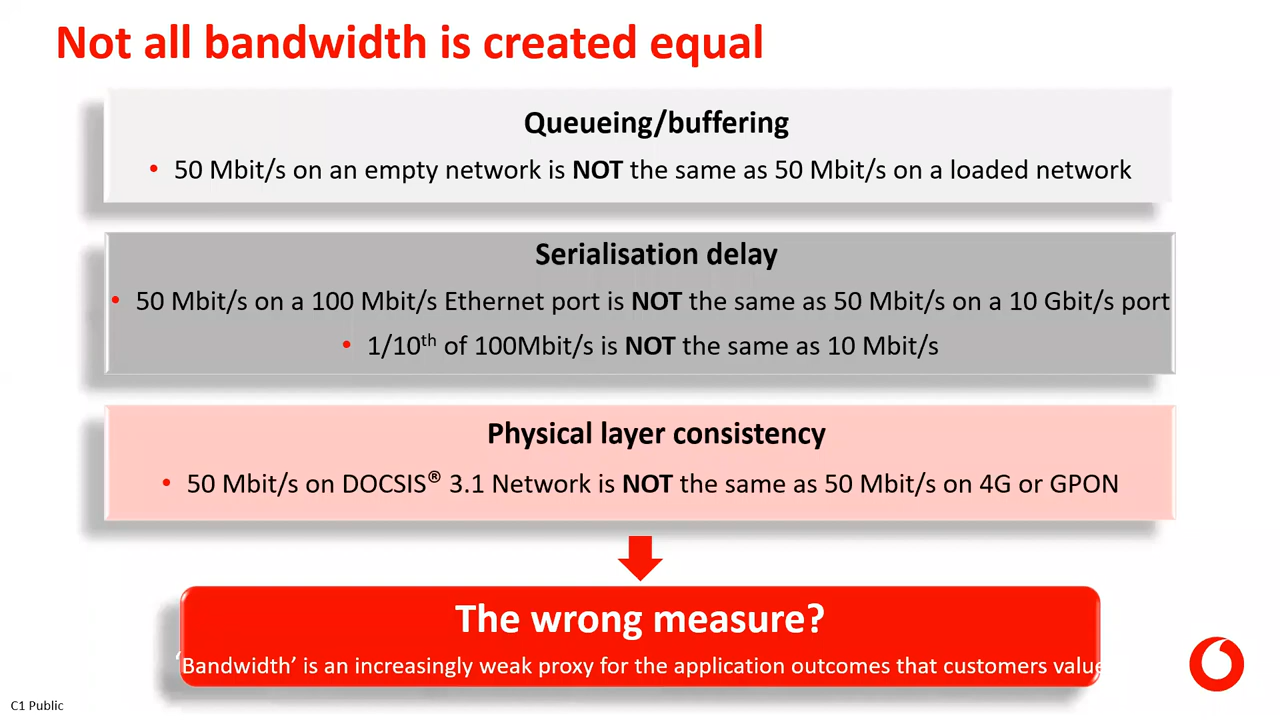 Not all bandwidth is created equal
Queueing/buffering
• 50 Mbit/s on an empty network is NOT the same as 50 Mbit/s on a loaded network
Serialisation delay
• 50 Mbit/s on a 100 Mbit/s Ethernet port is NOT the same as 50 Mbit/s on a 10 Gbit/s port
• 1/10th of 100Mbit/s is NOT the same as 10 Mbit/s
Physical layer consistency
• 50 Mbit/s on DOCSIS® 3.1 Network is NOT the same as 50 Mbit/s on 4G or GPON
The wrong measure?
‘Bandwidth’ is an increasingly weak proxy for the application outcomes that customers value
C1 Public